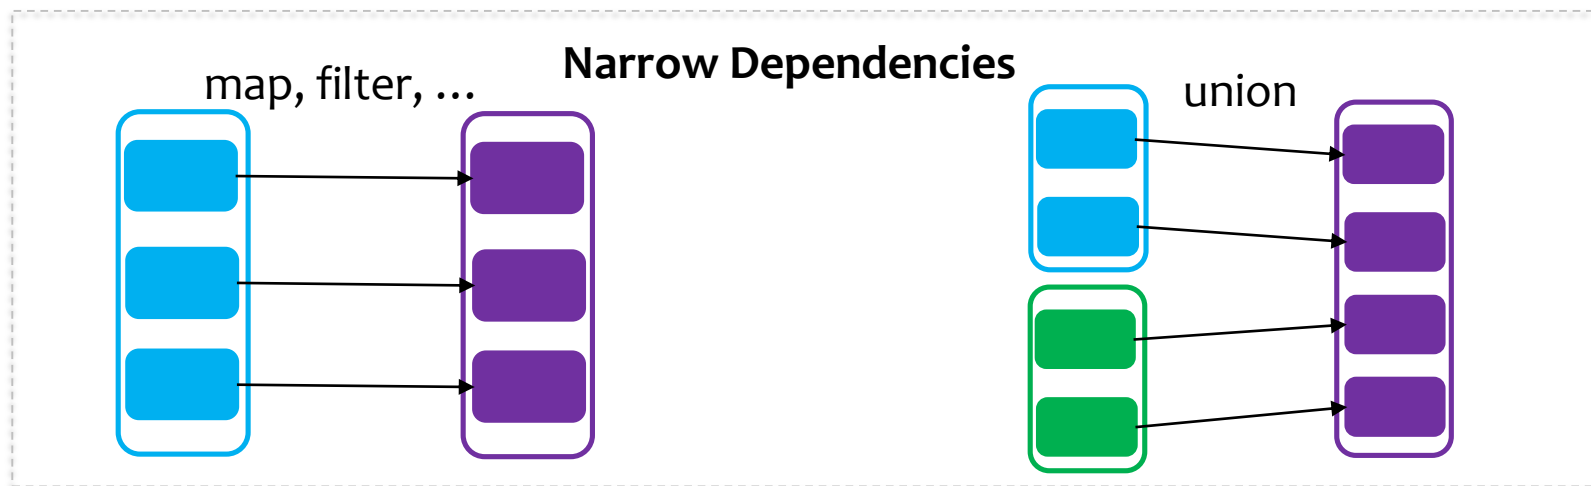 Narrow Dependencies
map, filter, ...
union